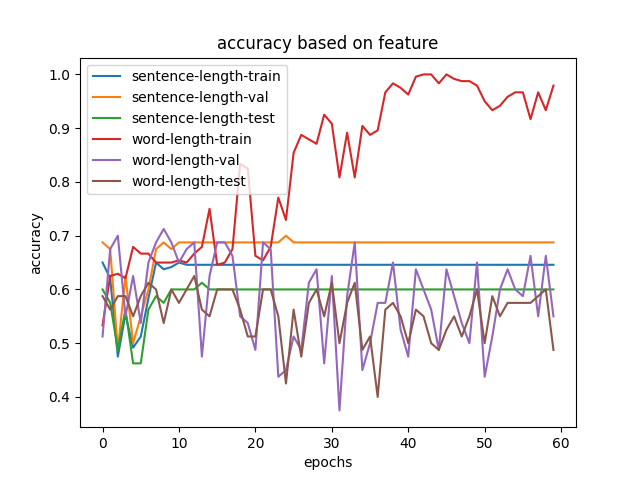 accuracy based on feature
sentence-length-train
sentence-length-val
sentence-length-test
word-length-train
word-length-val
word-length-test
1.0
0.9
0.8
0.7
0.6
0.5
0.4
accuracy
0 10 20 30 40 50 60
epochs